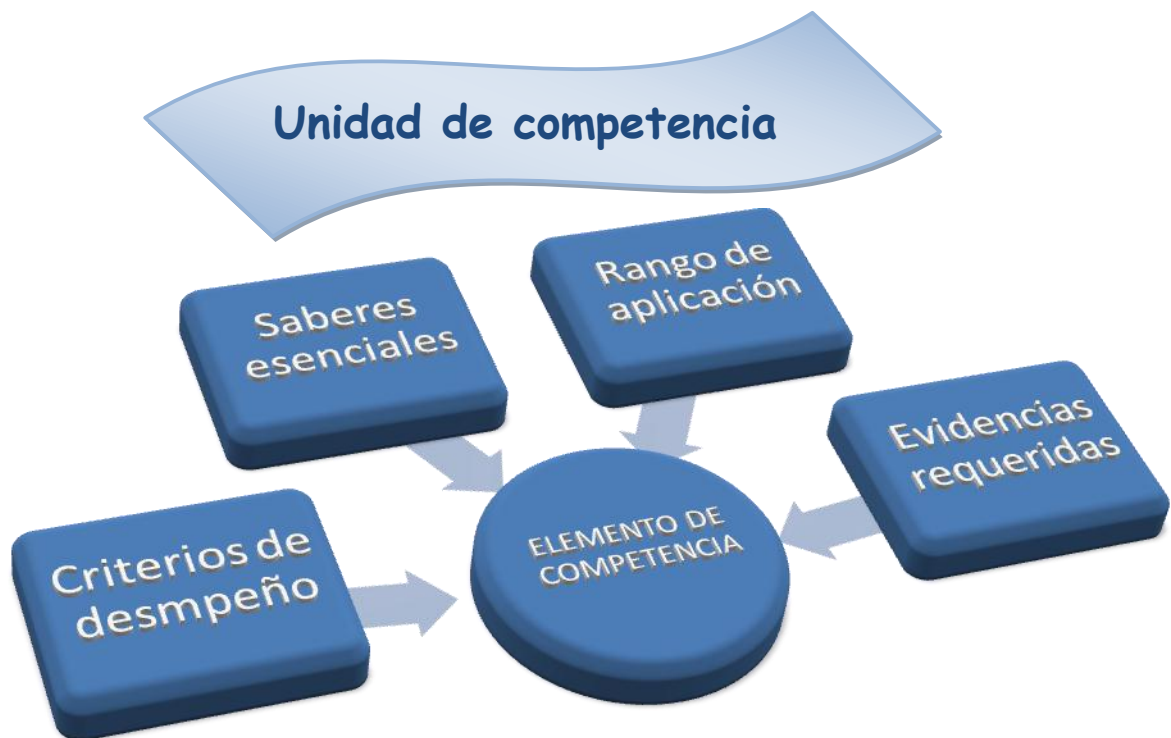 Unidad de competencia
Saberes
esenciales
Rango de
aplicación
Evidencias
requeridas
Criterios de
desmpeño
ELEMENTO DE
COMPETENCIA